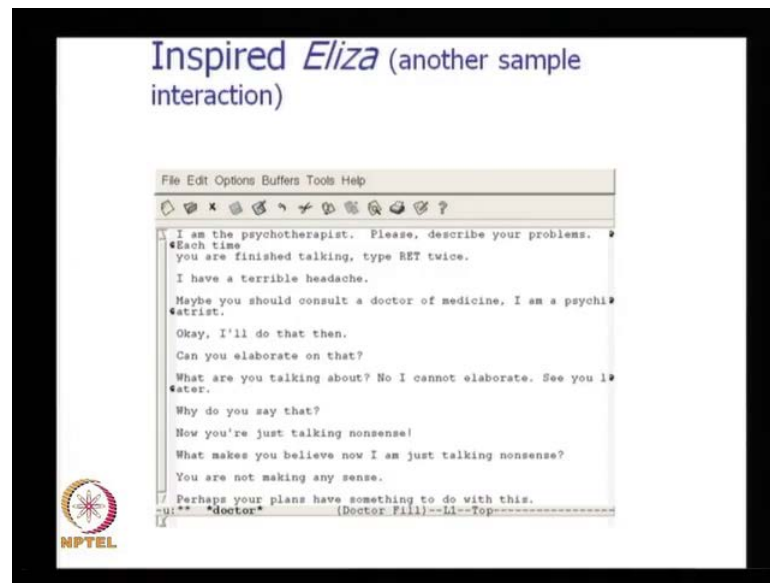 Inspired Eliza (another sample
interaction)
File Edit Options Buffers Tools Help
I am the psychotherapist.  Please, describe your problems.
Each time
you are finished talking, type RET twice.
I have a terrible headache.
Maybe you should consult a doctor of medicine, I am a psychi
atrist.
Okay, I'll do that then.
Can you elaborate on that?
What are you talking about? No I cannot elaborate. See you l
ater.
Why do you say that?
Now you're just talking nonsense!
What makes you believe now I am just talking nonsense?
You are not making any sense.
Perhaps your plans have something to do with this.
-u:**  *doctor*          (Doctor Fill)--L1--Top----------------
NPTEL